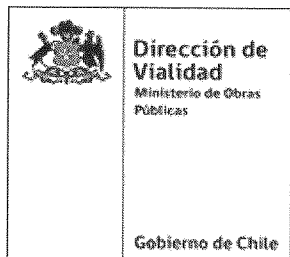 Dirección de
Vialidad
Ministerio de Obras
Públicas
Gobierno de Chile